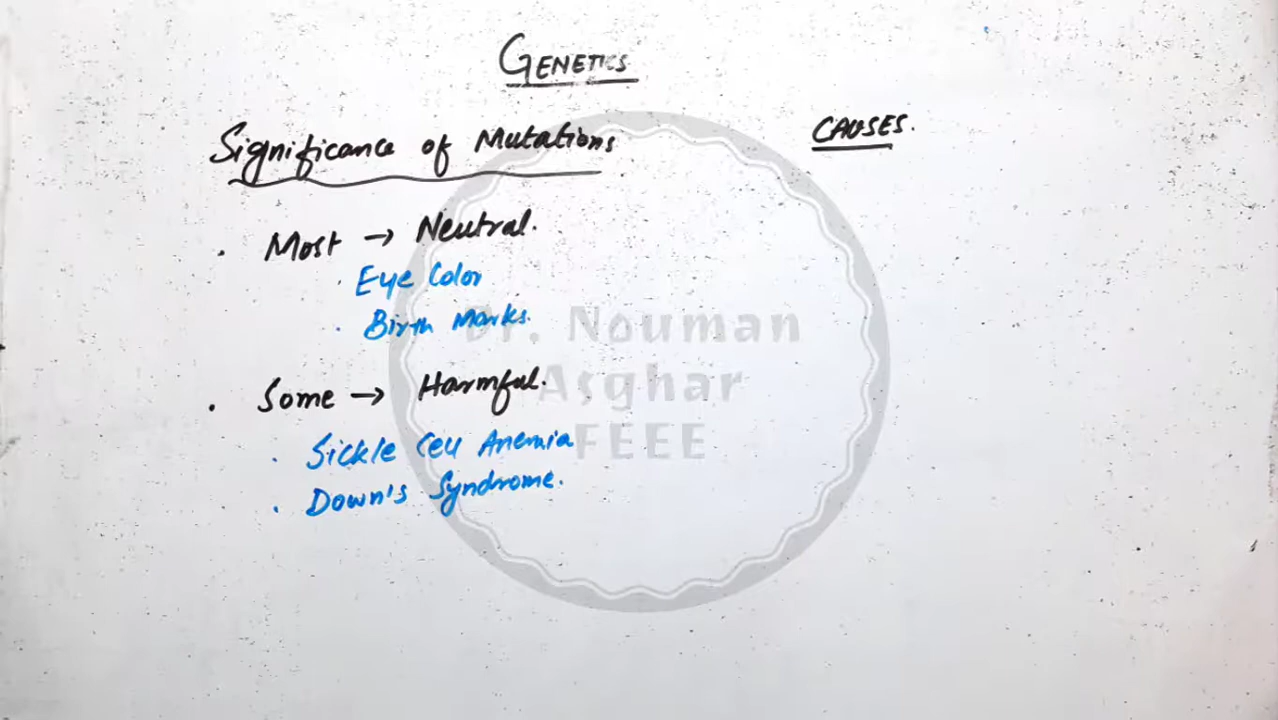 GENETICS
Significance of Mutations
CAUSES.
. Most → Neutral.
. Eye Color
. Birth Marks.
. Some → Harmful.
. Sickle Cell Anemia
. Down's Syndrome.
Dr. Nouman
Asghar
FEEE